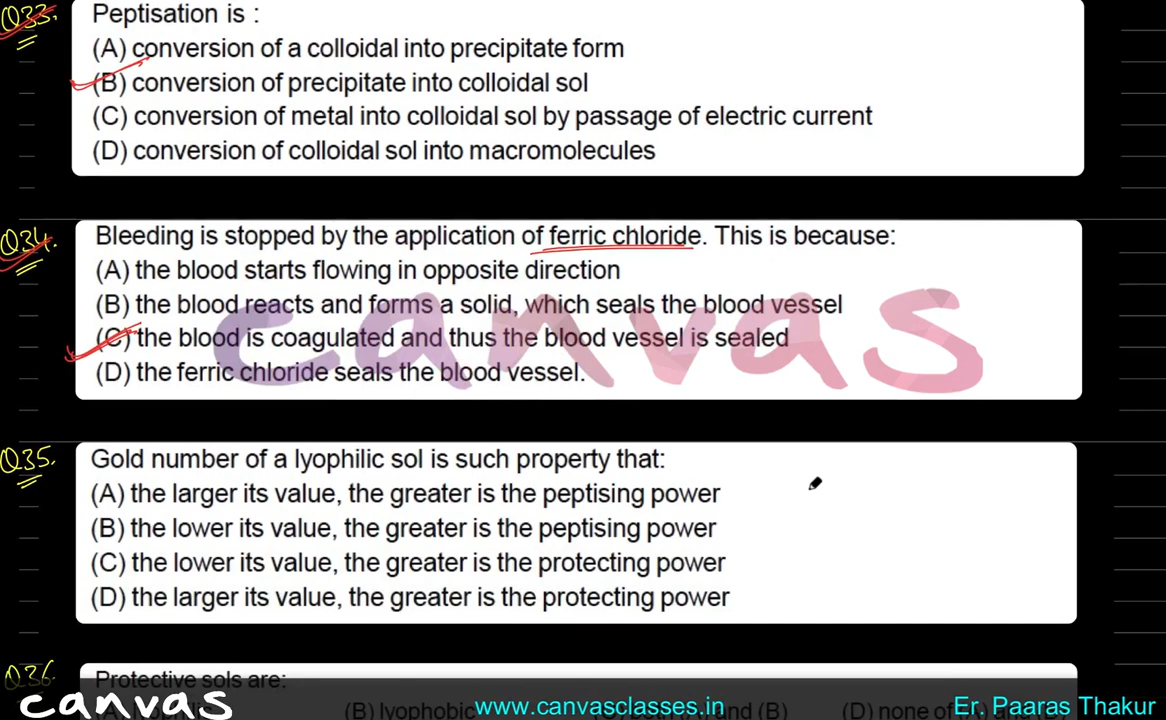 Q33.
Peptisation is :
(A) conversion of a colloidal into precipitate form
(B) conversion of precipitate into colloidal sol
(C) conversion of metal into colloidal sol by passage of electric current
(D) conversion of colloidal sol into macromolecules
Q34.
Bleeding is stopped by the application of ferric chloride. This is because:
(A) the blood starts flowing in opposite direction
(B) the blood reacts and forms a solid, which seals the blood vessel
(C) the blood is coagulated and thus the blood vessel is sealed
(D) the ferric chloride seals the blood vessel.
canvas
Q35.
Gold number of a lyophilic sol is such property that:
(A) the larger its value, the greater is the peptising power
(B) the lower its value, the greater is the peptising power
(C) the lower its value, the greater is the protecting power
(D) the larger its value, the greater is the protecting power
Q36.
Protective sols are:
(B) lyophobic and (B) (D) none of
canvas www.canvasclasses.in Er. Paaras Thakur